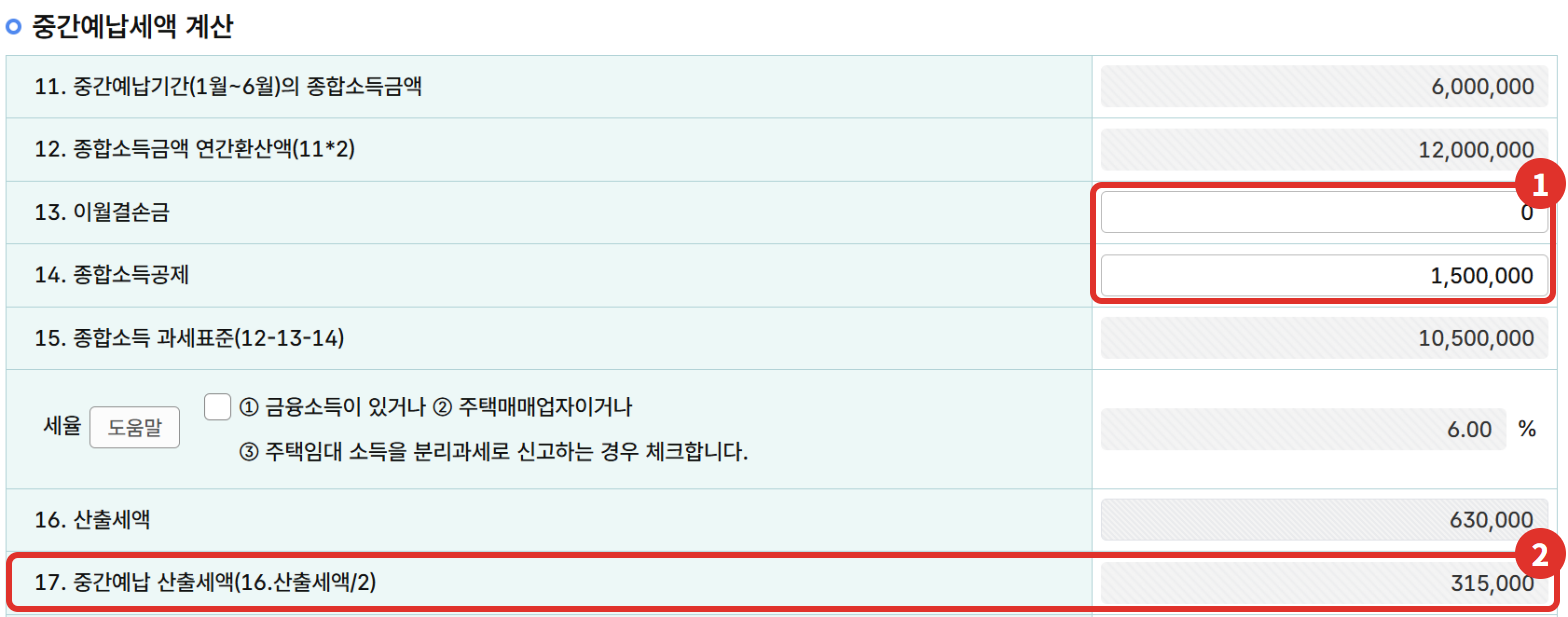 중간예납세액 계산
11. 중간예납기간(1월~6월)의 종합소득금액 6,000,000
12. 종합소득금액 연간환산액(11*2) 12,000,000
1
13. 이월결손금 0
14. 종합소득공제 1,500,000
15. 종합소득 과세표준(12-13-14) 10,500,000
세율 도움말 ① 금융소득이 있거나 ② 주택매매업자이거나
③ 주택임대 소득을 분리과세로 신고하는 경우 체크합니다.
6.00 %
16. 산출세액 630,000
2
17. 중간예납 산출세액(16.산출세액/2) 315,000